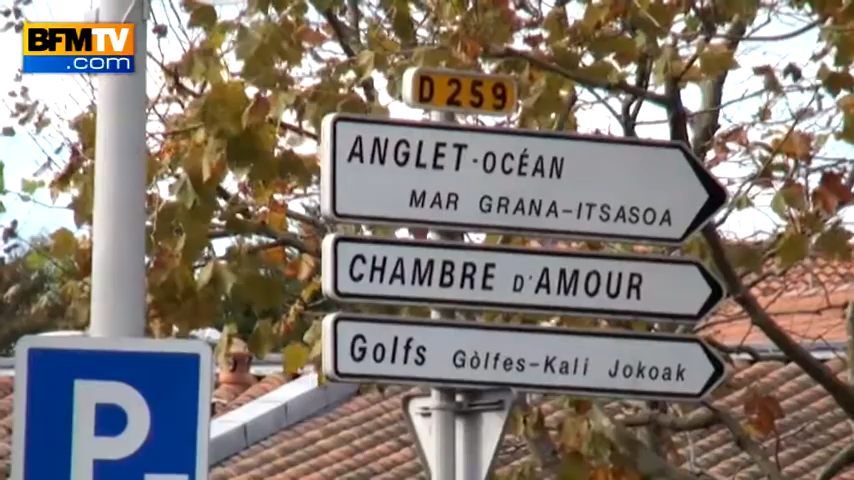 BFMTV
.com
D 259
ANGLET-OCÉAN
MAR GRANA-ITSASOA
CHAMBRE D'AMOUR
Golfs Gòlfes-Kali Jokoak
P